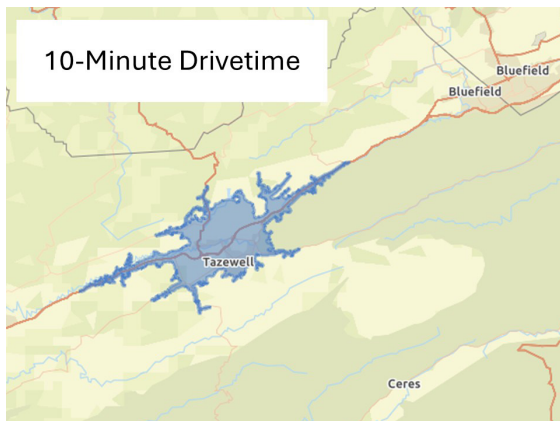 10-Minute Drivetime
Bluefield
Bluefield
Tazewell
Ceres